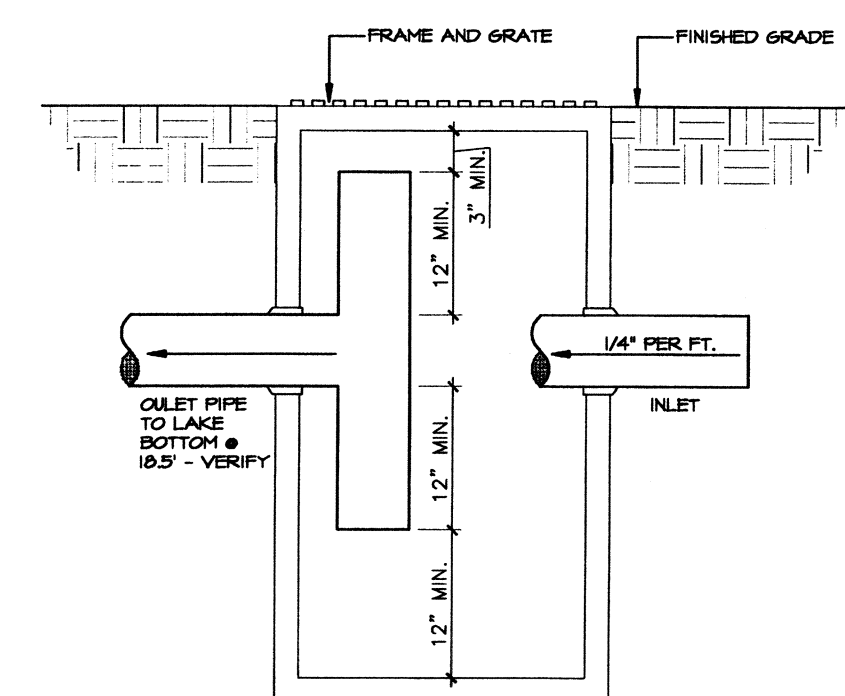 FRAME AND GRATE
FINISHED GRADE
3" MIN.
12" MIN.
1/4" PER FT.
OULET PIPE
TO LAKE
BOTTOM @
18.5' - VERIFY
INLET
12" MIN.
12" MIN.